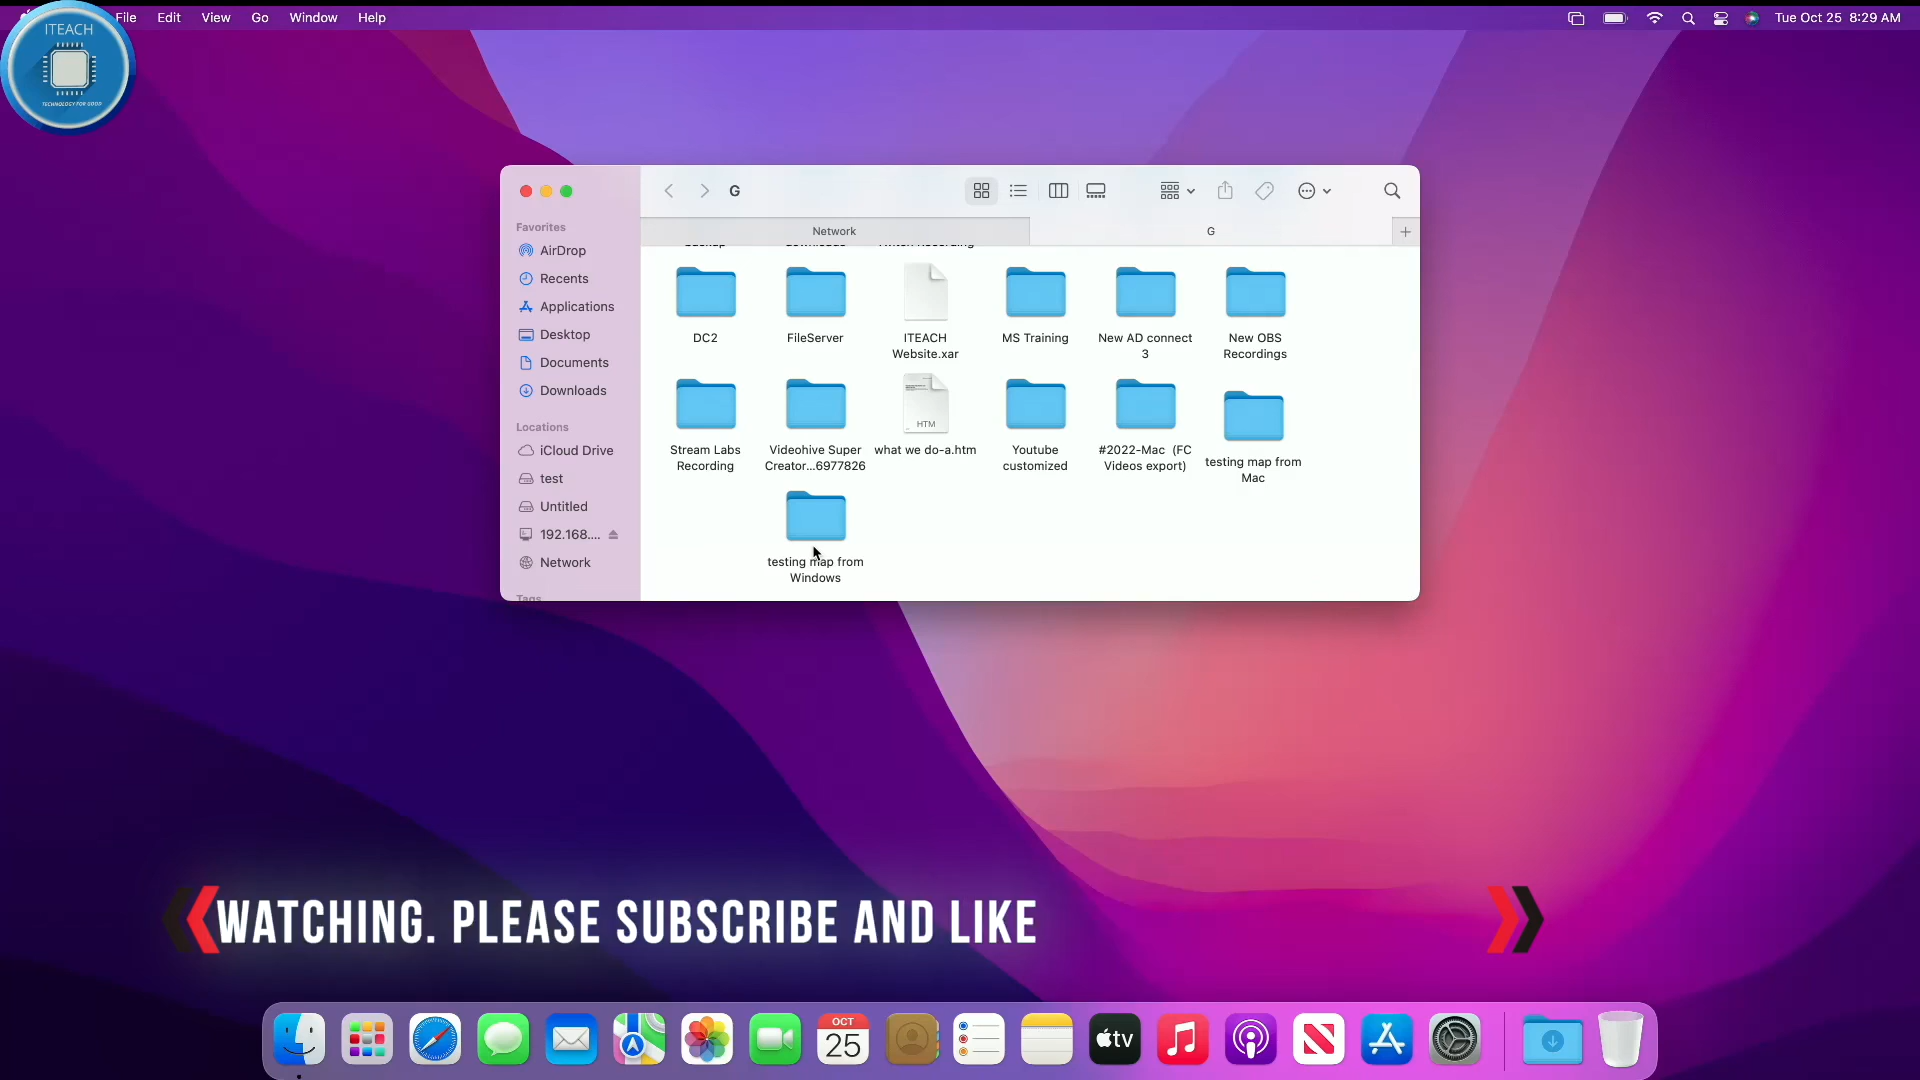 File Edit View Go Window Help
Tue Oct 25 8:29 AM
ITEACH
TECHNOLOGY FOR GOOD
G
Network
G
Favorites
AirDrop
Recents
Applications
Desktop
Documents
Downloads
Locations
iCloud Drive
test
Untitled
192.168....
Network
Tags
DC2
FileServer
ITEACH
Website.xar
MS Training
New AD connect
3
New OBS
Recordings
Stream Labs
Recording
Videohive Super
Creator...6977826
HTM
what we do-a.htm
Youtube
customized
#2022-Mac (FC
Videos export)
testing map from
Mac
testing map from
Windows
WATCHING. PLEASE SUBSCRIBE AND LIKE
OCT
25
tv